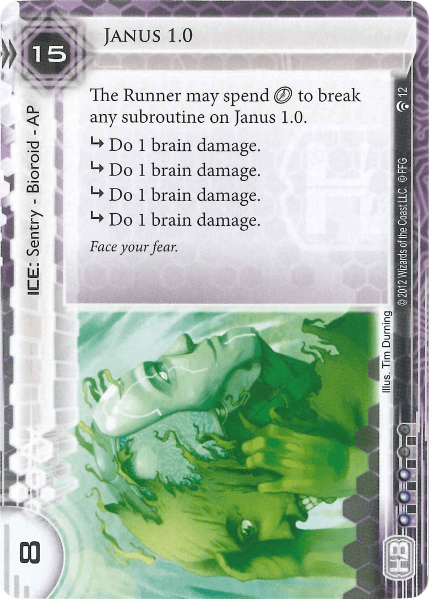 15
JANUS 1.0
The Runner may spend to break
any subroutine on Janus 1.0.
↳ Do 1 brain damage.
↳ Do 1 brain damage.
↳ Do 1 brain damage.
↳ Do 1 brain damage.
Face your fear.
ICE: Sentry - Bioroid - AP
12
© 2012 Wizards of the Coast LLC. © FFG
Illus. Tim Durning
8
HB